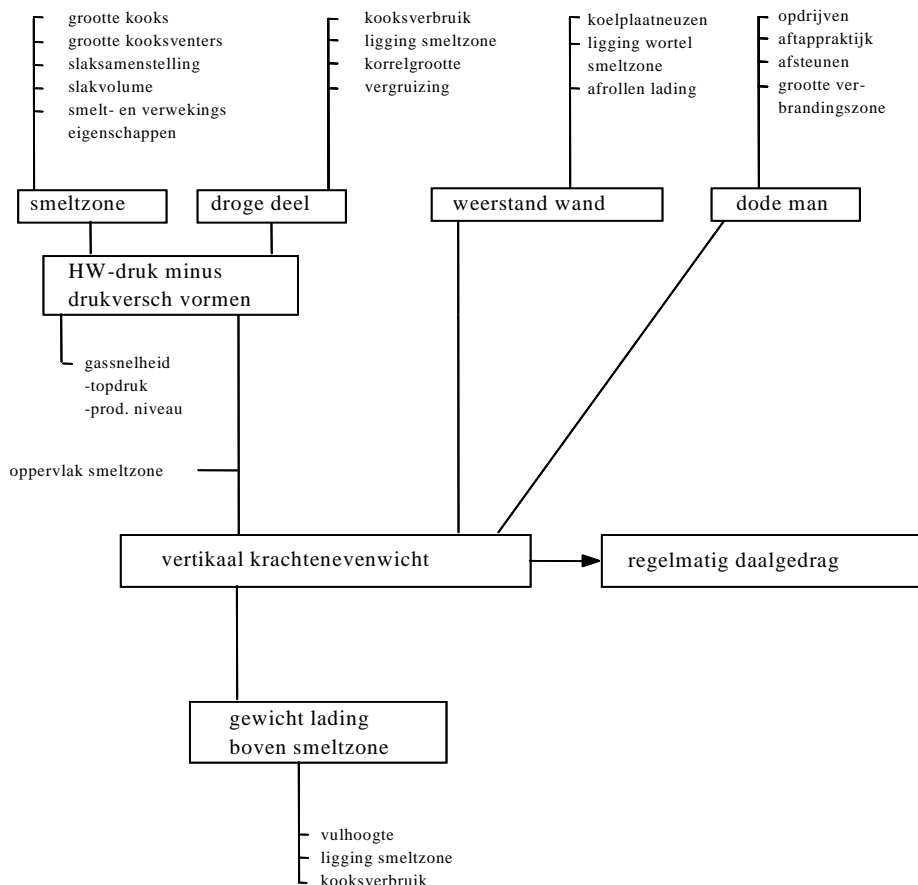 grootte kooks
grootte kooksventers
slaksamenstelling
slakvolume
smelt- en verwekings
eigenschappen
kooksverbruik
ligging smeltzone
korrelgrootte
vergruizing
koelplaatneuzen
ligging wortel
smeltzone
afrollen lading
opdrijven
aftappraktijk
afsteunen
grootte ver-
brandingszone
smeltzone
droge deel
weerstand wand
dode man
HW-druk minus
drukversch vormen
gassnelheid
-topdruk
-prod. niveau
oppervlak smeltzone
vertikaal krachtenevenwicht
regelmatig daalgedrag
gewicht lading
boven smeltzone
vulhoogte
ligging smeltzone
kooksverbruik